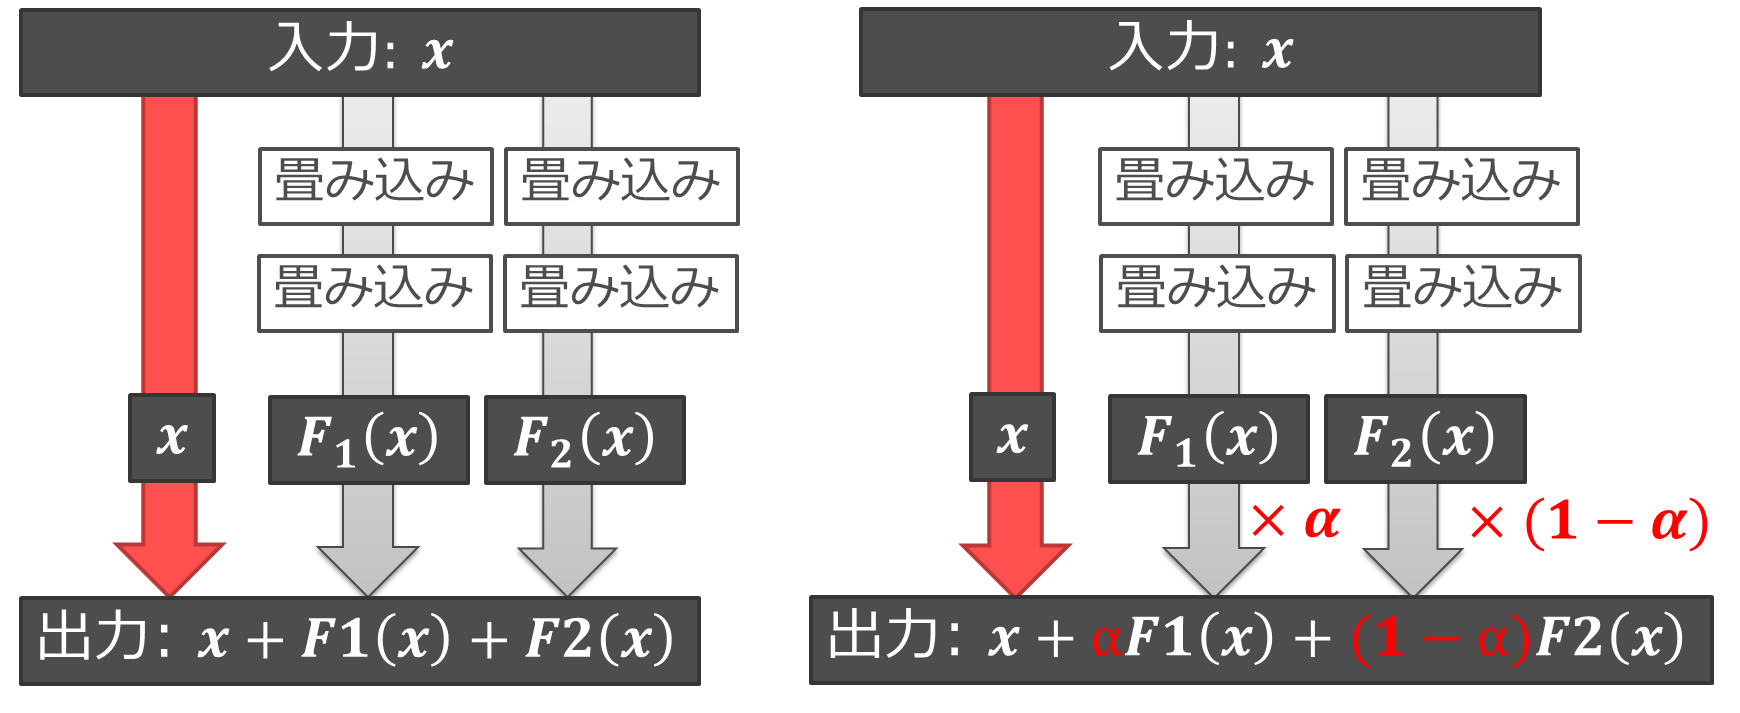 入力: x
畳み込み 畳み込み
畳み込み 畳み込み
x F₁(x) F₂(x)
出力: x + F1(x) + F2(x)
入力: x
畳み込み 畳み込み
畳み込み 畳み込み
x F₁(x) F₂(x)
× α × (1 − α)
出力: x + αF1(x) + (1 − α)F2(x)